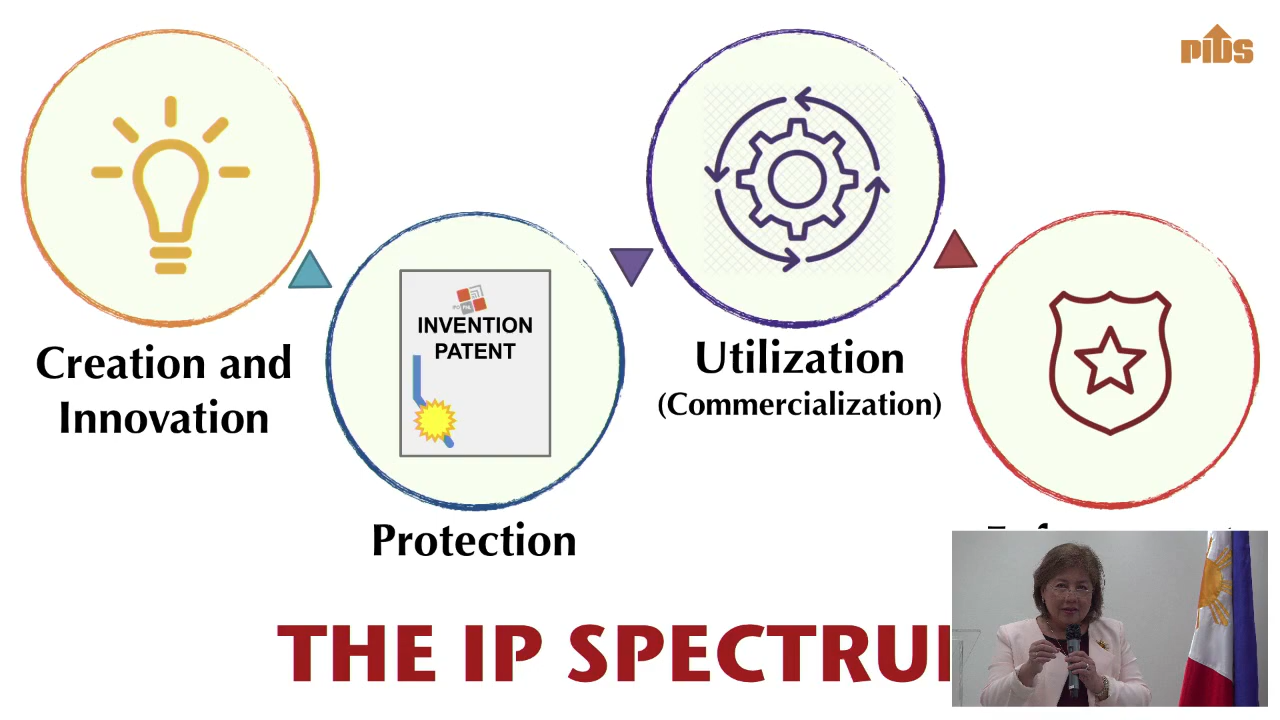 PIDS
INVENTION
PATENT
Creation and
Innovation
Utilization
(Commercialization)
Protection
THE IP SPECTRU